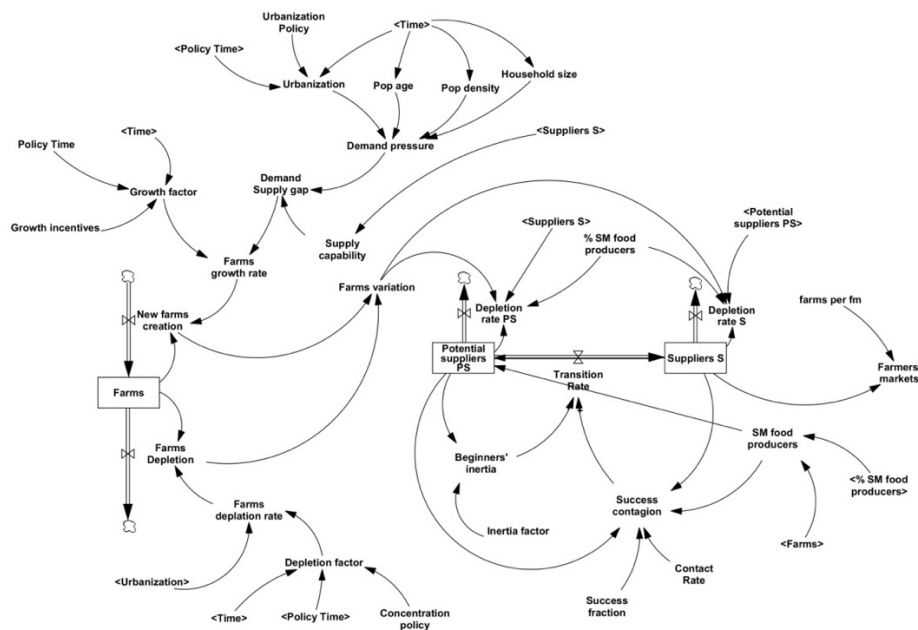 Urbanization
Policy
<Time>
<Policy Time>
Urbanization
Pop age
Pop density
Household size
<Time>
Policy Time
Demand pressure
<Suppliers S>
Demand
Supply gap
Growth factor
Growth incentives
Supply
capability
<Suppliers S>
% SM food
producers
<Potential
suppliers PS>
Farms
growth rate
Farms variation
New farms
creation
Depletion
rate PS
Depletion
rate S
farms per fm
Potential
suppliers
PS
Suppliers S
Transition
Rate
Farmers
markets
Farms
Farms
Depletion
Beginners'
inertia
SM food
producers
<% SM food
producers>
Farms
deplation rate
Success
contagion
Inertia factor
<Farms>
Depletion factor
Contact
Rate
<Urbanization>
<Time>
<Policy Time>
Concentration
policy
Success
fraction